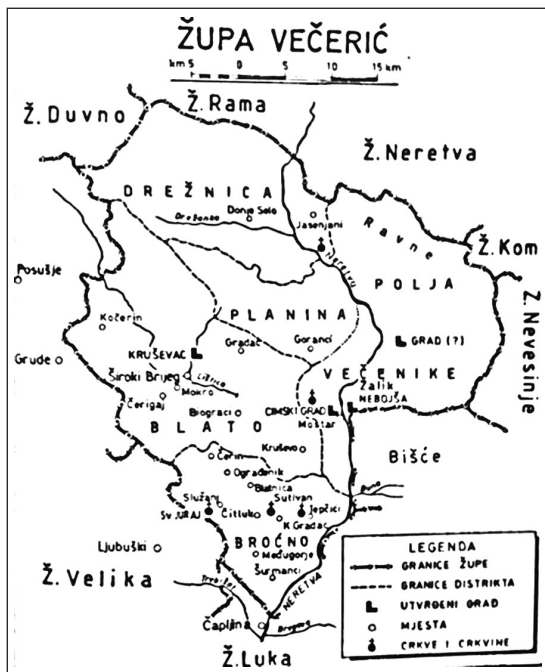 ŽUPA VEČERIĆ
km 5 0 5 10 15 km
Ž. Rama
Ž. Duvno
Ž. Neretva
DREŽNICA
Drežanka
Donje Selo
Jasenjani
Ravne
Neretva
Ž. Kom
Posušje
POLJA
PLANINA
Ž. Nevesinje
Kočerin
Goranci
GRAD (?)
KRUŠEVAC
Gradac
Grude
Široki Brijeg
Lištica
VEČENIKE
Mokro
Žalik
Čerigaj
CIMSKI GRAD
NEBOJŠA
Biograci
Mostar
BLATO
Kruševo
Bišće
Čerin
Ogradenik
Blatnica
Buna
Služanj
Sutivan
Sv JURAJ
Čitluk
Jepčići
K Gradac
BROĆNO
Ljubuški
Međugorje
Šurmanci
Ž. Velika
Trebižat
NERETVA
Čapljina
Bregava
Ž. Luka
LEGENDA
GRANICE ŽUPE
GRANICE DISTRIKTA
UTVRĐENI GRAD
MJESTA
CRKVE I CRKVINE